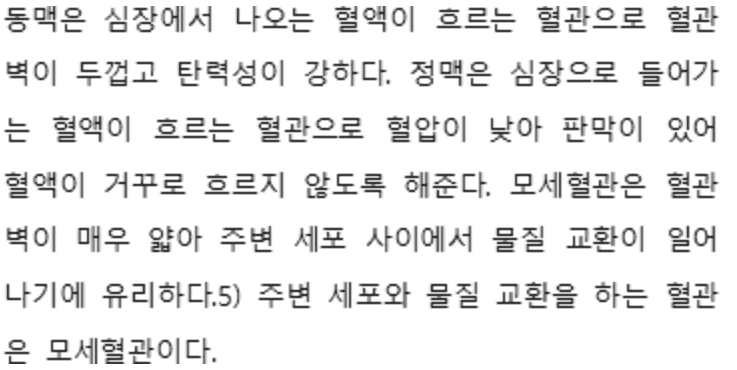 동맥은 심장에서 나오는 혈액이 흐르는 혈관으로 혈관
벽이 두껍고 탄력성이 강하다. 정맥은 심장으로 들어가
는 혈액이 흐르는 혈관으로 혈압이 낮아 판막이 있어
혈액이 거꾸로 흐르지 않도록 해준다. 모세혈관은 혈관
벽이 매우 얇아 주변 세포 사이에서 물질 교환이 일어
나기에 유리하다.5) 주변 세포와 물질 교환을 하는 혈관
은 모세혈관이다.